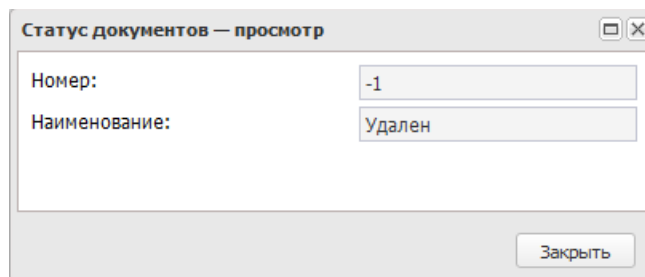 Статус документов — просмотр
Номер: -1
Наименование: Удален
Закрыть